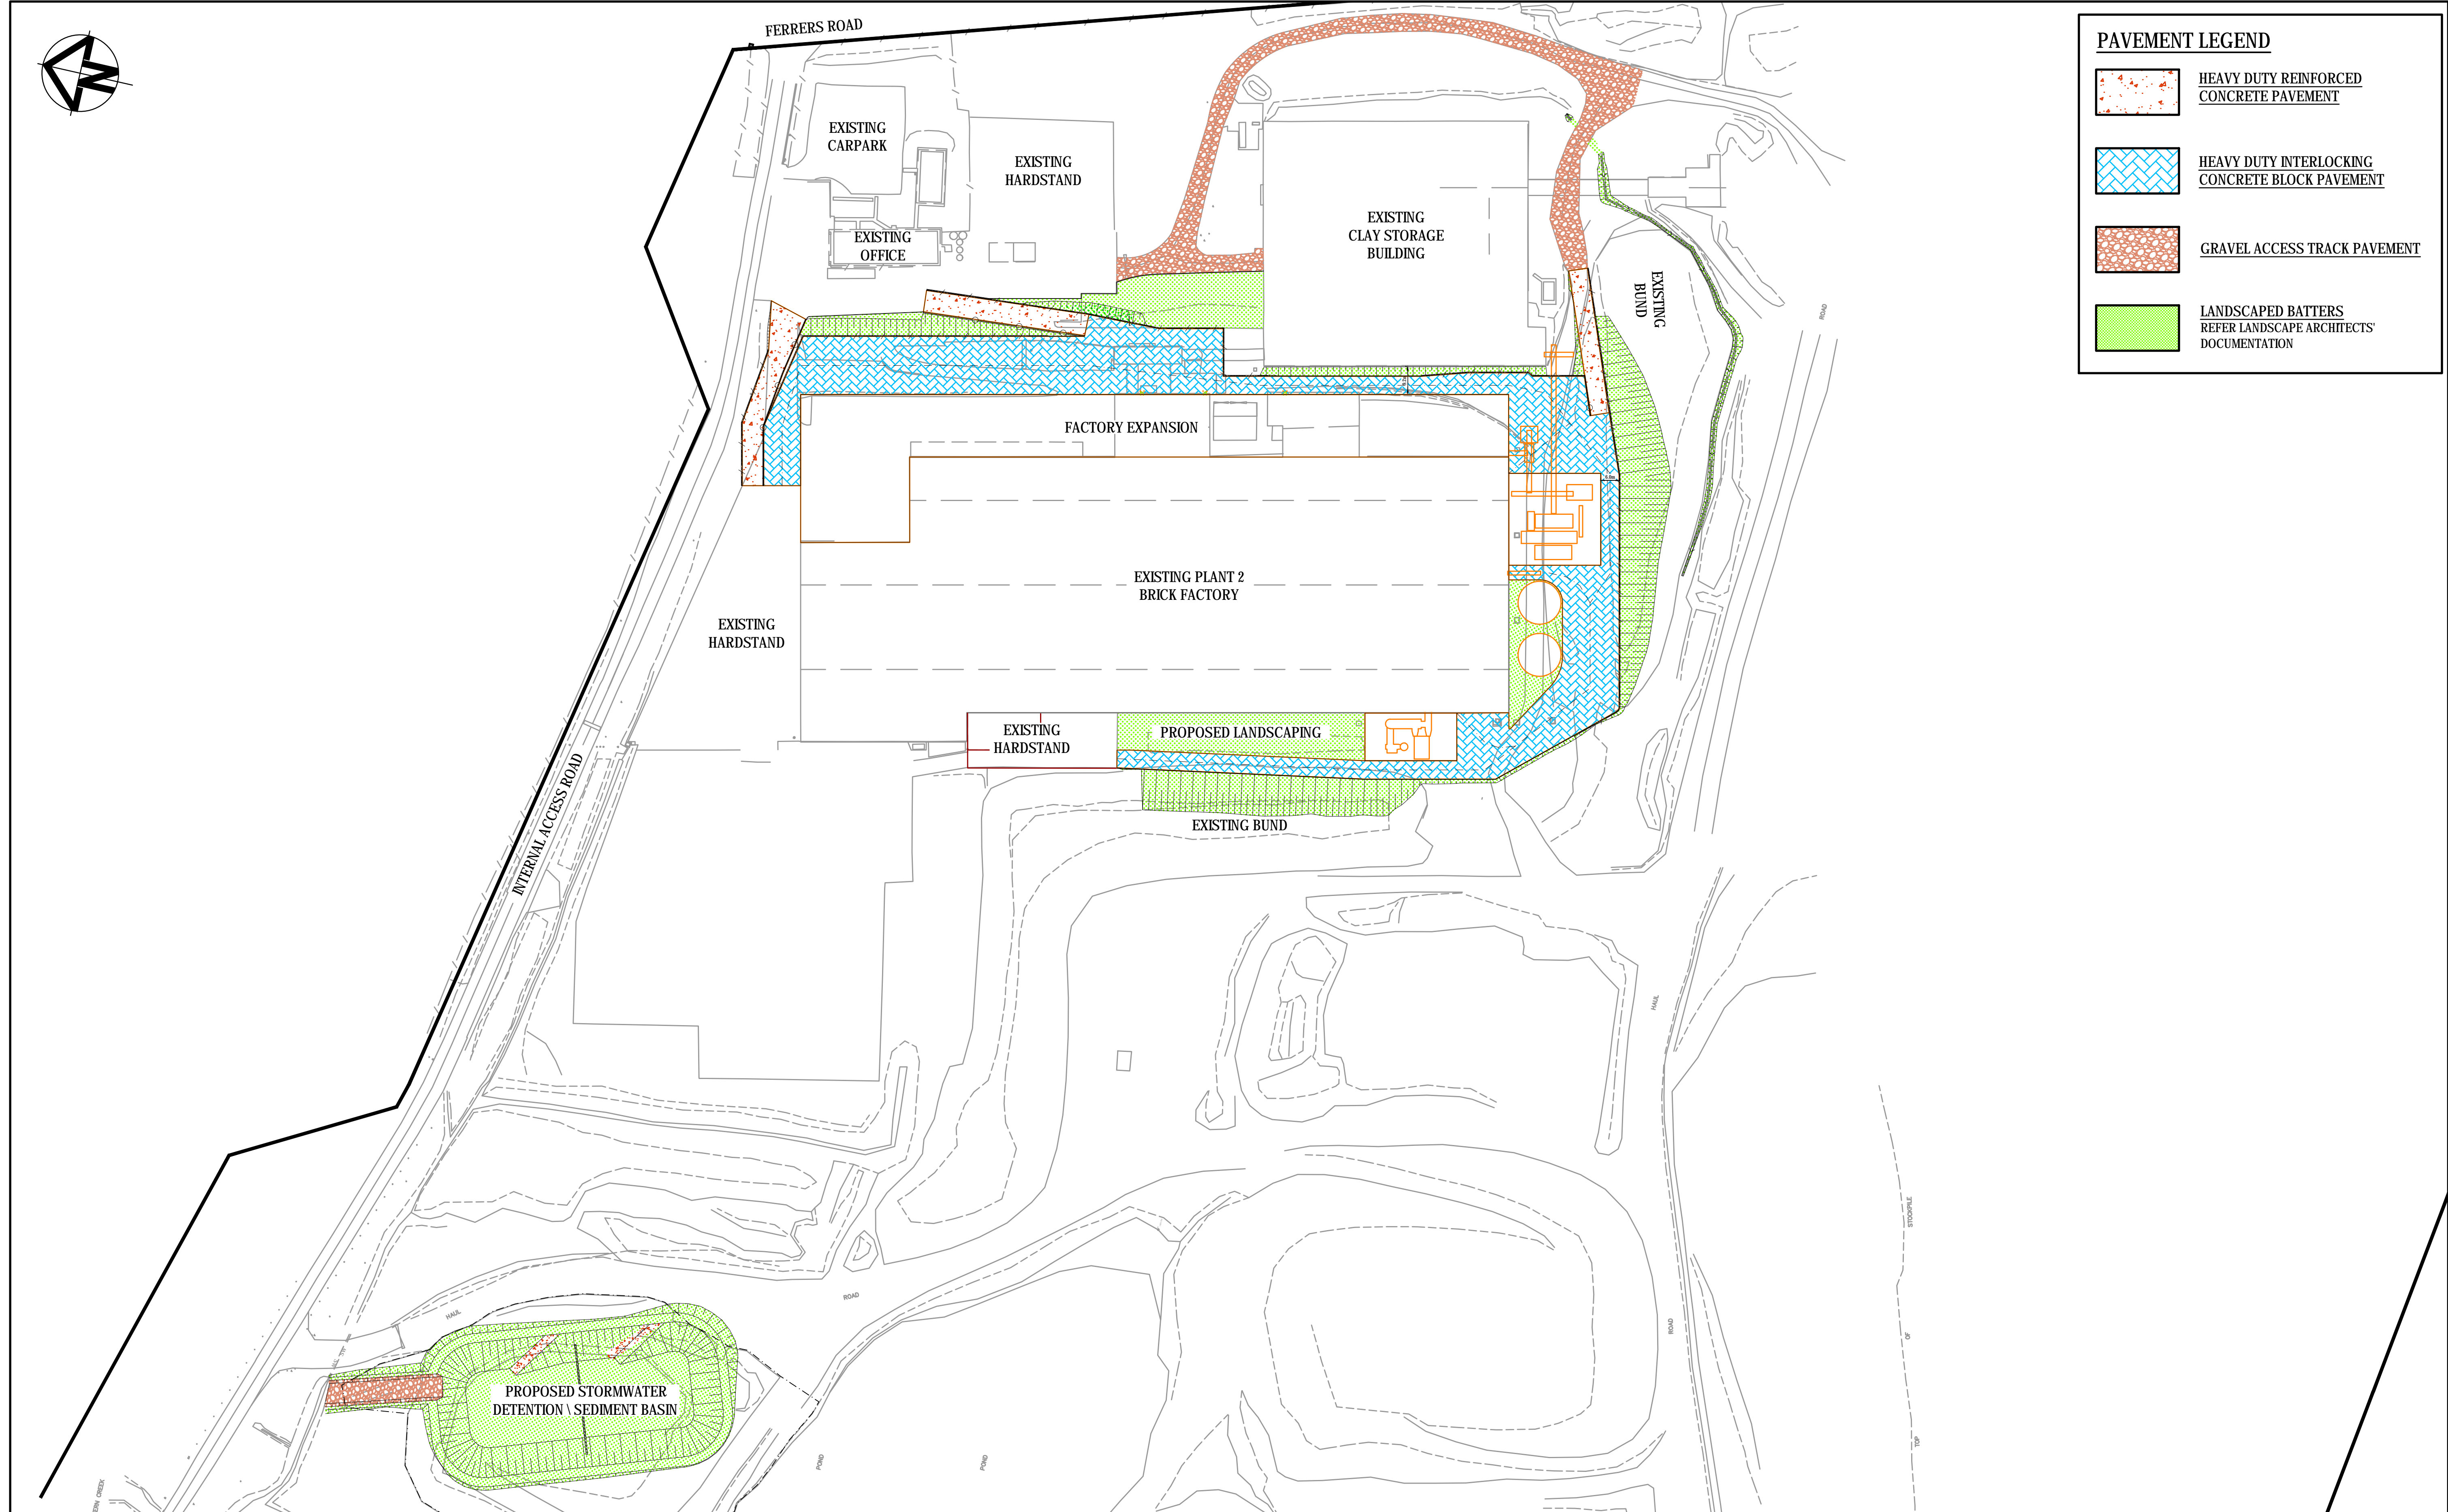 FERRERS ROAD
N
PAVEMENT LEGEND
HEAVY DUTY REINFORCED
CONCRETE PAVEMENT
HEAVY DUTY INTERLOCKING
CONCRETE BLOCK PAVEMENT
GRAVEL ACCESS TRACK PAVEMENT
LANDSCAPED BATTERS
REFER LANDSCAPE ARCHITECTS'
DOCUMENTATION
EXISTING
CARPARK
EXISTING
HARDSTAND
EXISTING
OFFICE
EXISTING
CLAY STORAGE
BUILDING
EXISTING
BUND
ROAD
FACTORY EXPANSION
EXISTING PLANT 2
BRICK FACTORY
EXISTING
HARDSTAND
EXISTING
HARDSTAND
PROPOSED LANDSCAPING
EXISTING BUND
INTERNAL ACCESS ROAD
HAUL
ROAD
STOCKPILE
OF
TOP
HAUL
ROAD
PROPOSED STORMWATER
DETENTION \ SEDIMENT BASIN
POND
POND
CREEK